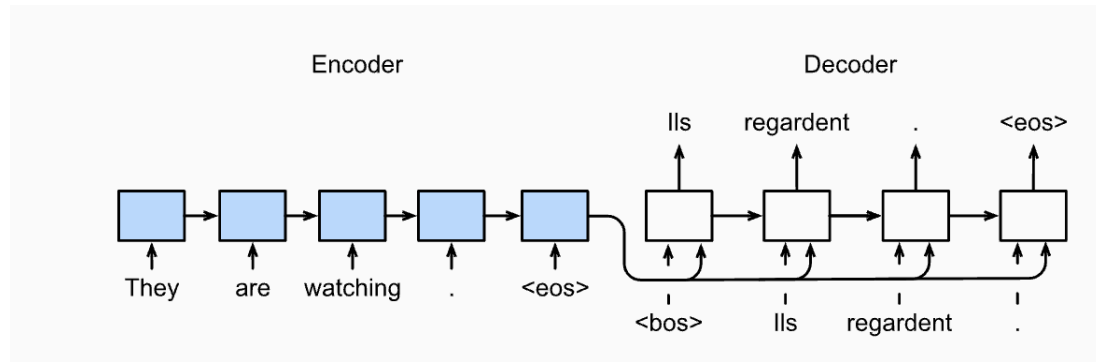 Encoder Decoder
Ils regardent . <eos>
They are watching . <eos>
<bos> Ils regardent .